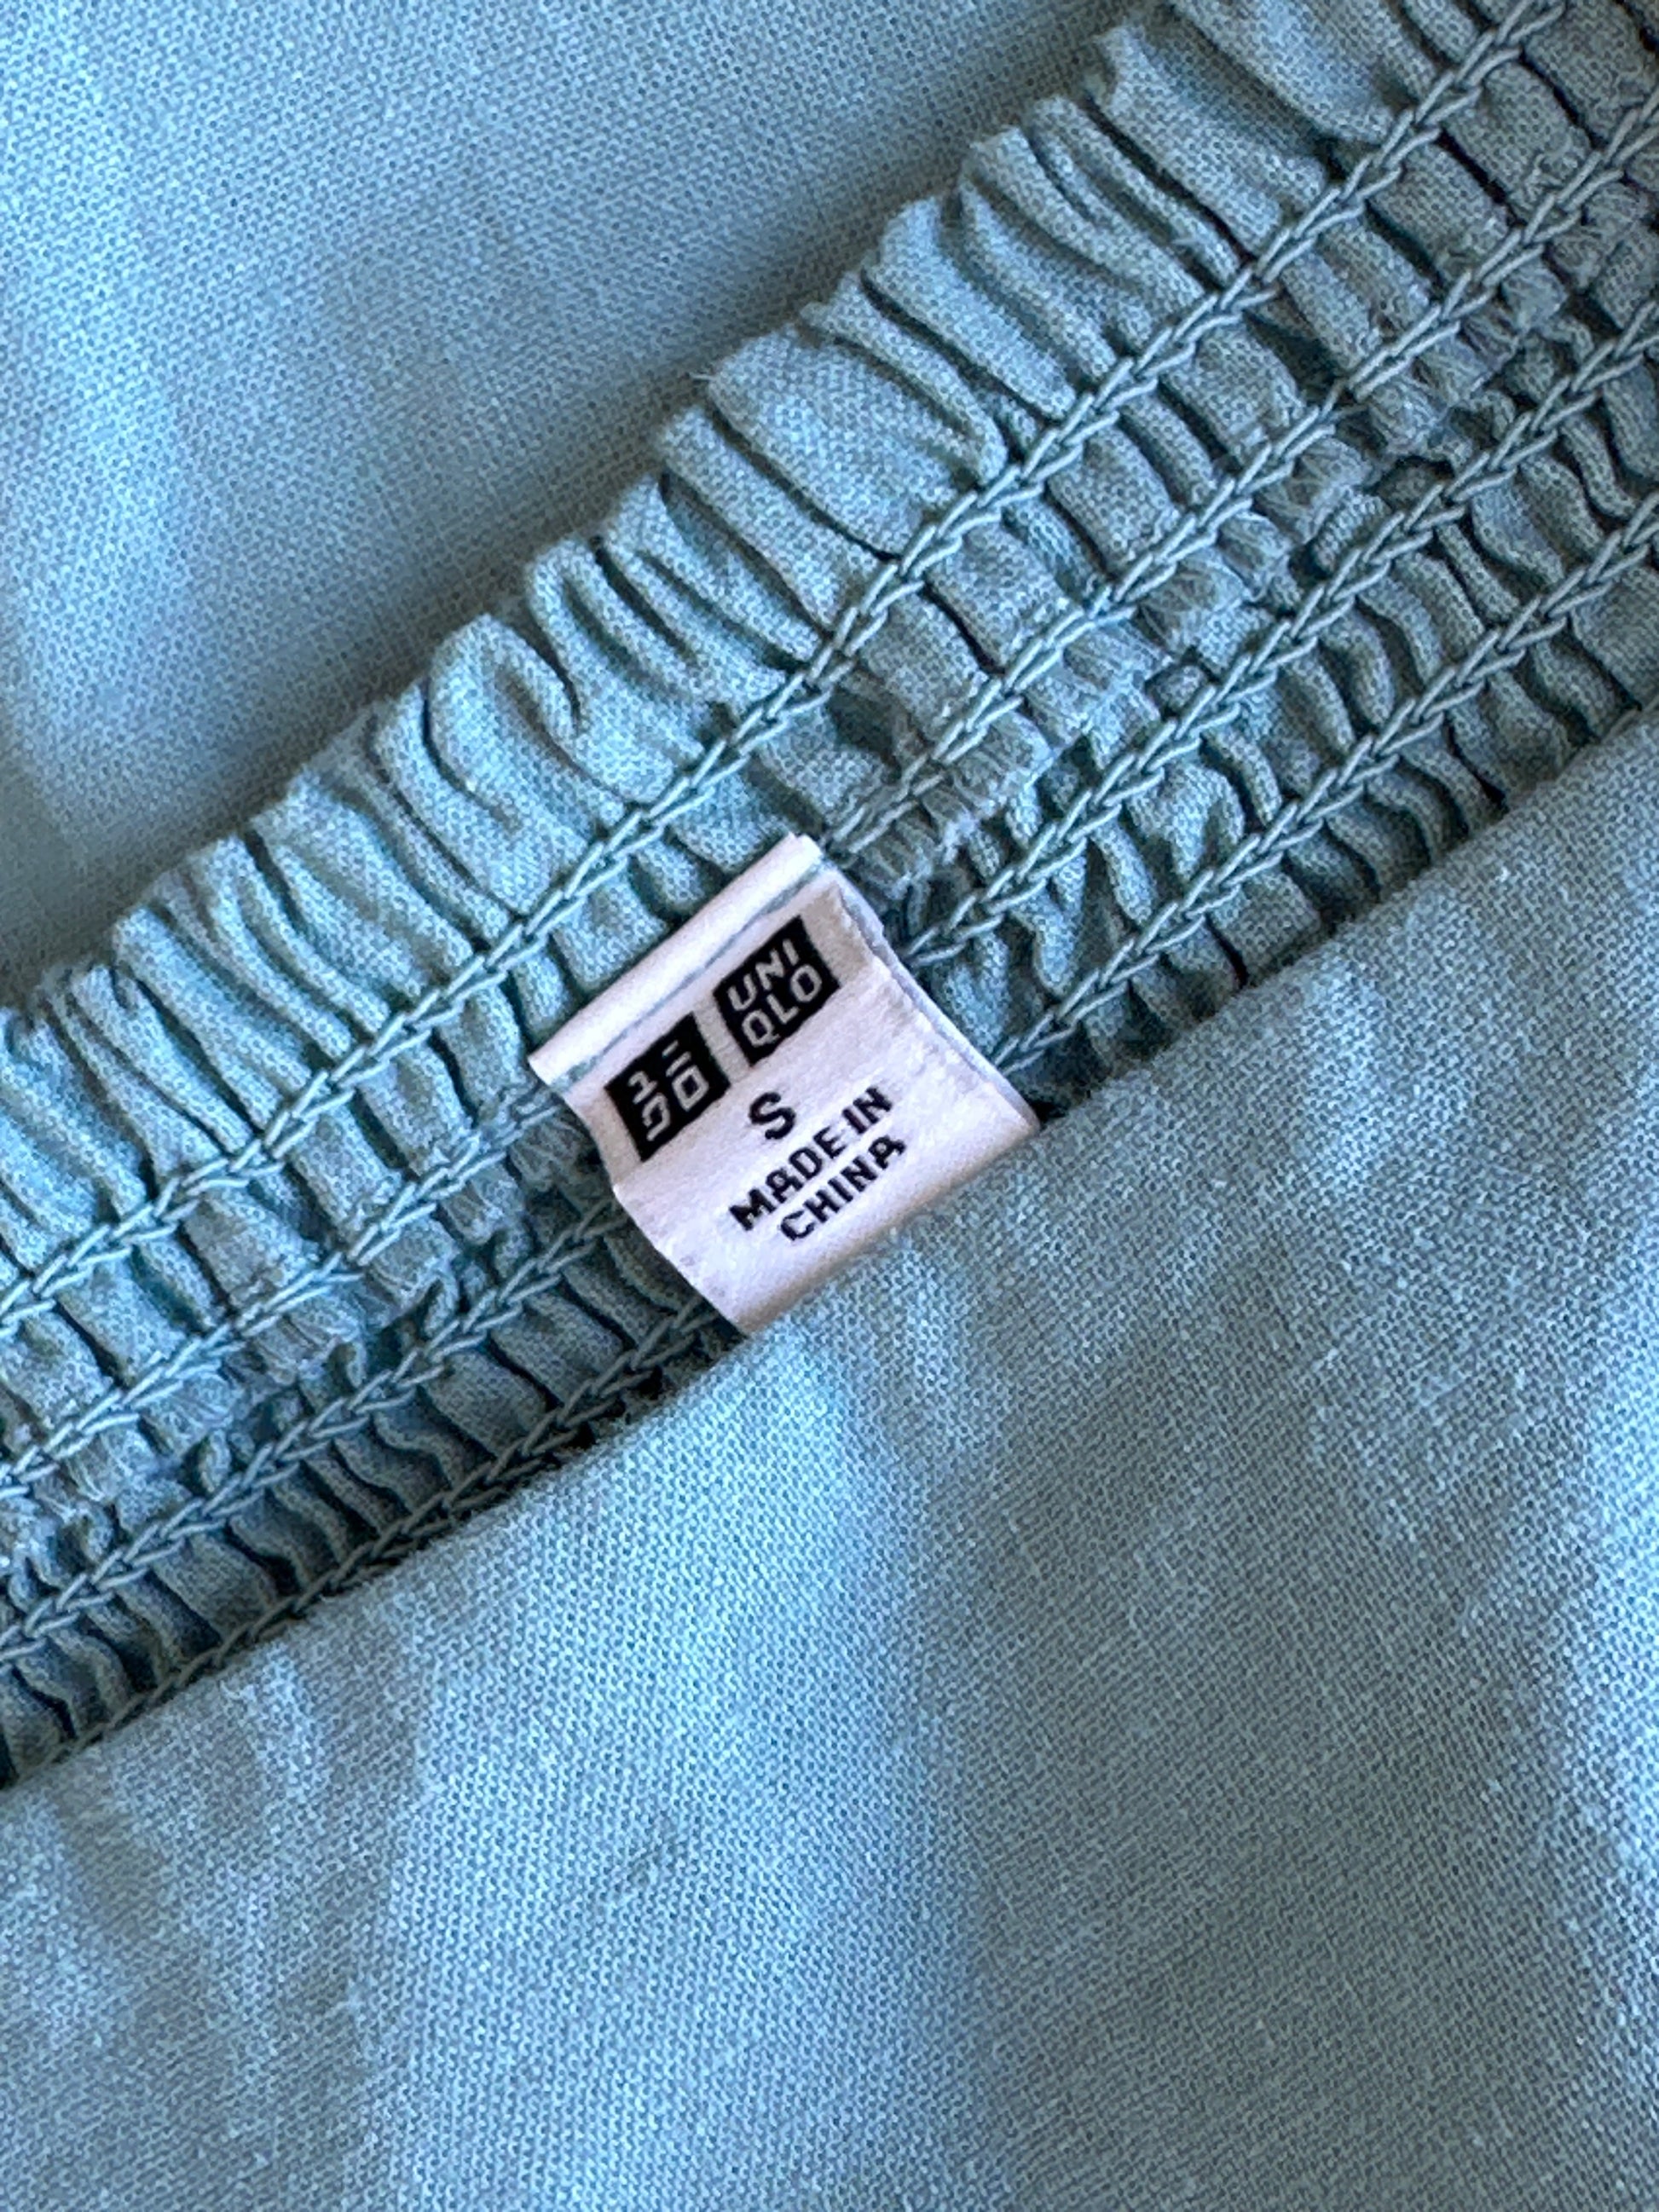 ユニ
クロ
UNI
QLO
S
MADE IN
CHINA